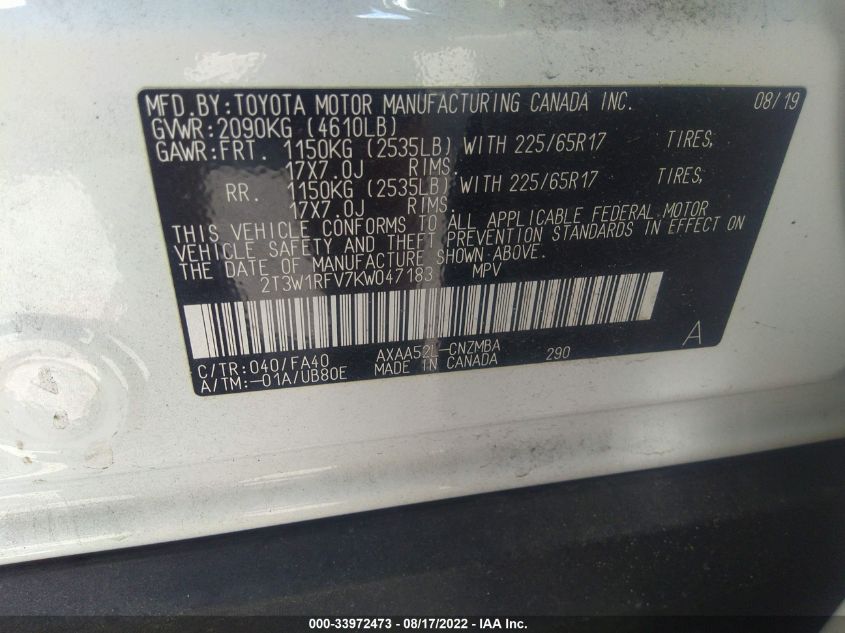 MFD.BY:TOYOTA MOTOR MANUFACTURING CANADA INC. 08/19
GVWR:2090KG (4610LB)
GAWR:FRT. 1150KG (2535LB) WITH 225/65R17 TIRES,
17X7.0J RIMS.
RR. 1150KG (2535LB) WITH 225/65R17 TIRES,
17X7.0J RIMS.
THIS VEHICLE CONFORMS TO ALL APPLICABLE FEDERAL MOTOR
VEHICLE SAFETY AND THEFT PREVENTION STANDARDS IN EFFECT ON
THE DATE OF MANUFACTURE SHOWN ABOVE.
2T3W1RFV7KW047183 MPV
C/TR:040/FA40 AXAA52L-CNZMBA 290 A
A/TM:-01A/UB80E MADE IN CANADA
000-33972473 - 08/17/2022 - IAA Inc.